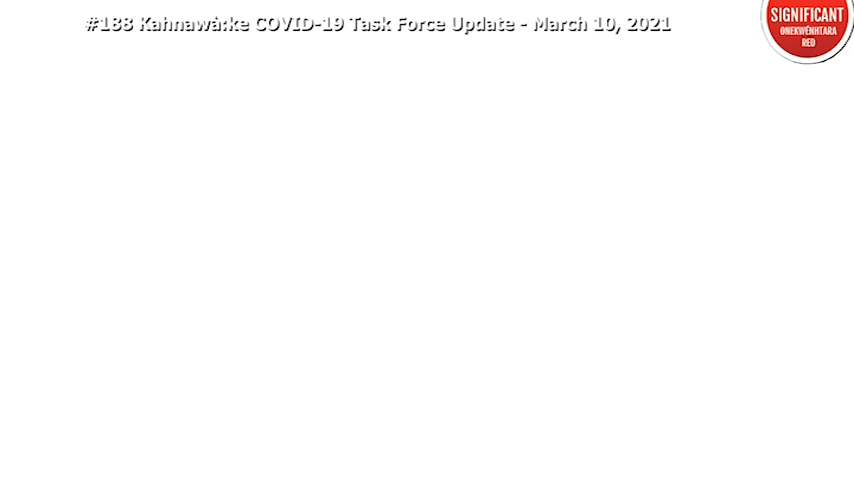 #188 Kahnawà:ke COVID-19 Task Force Update - March 10, 2021
SIGNIFICANT
ONEKWÉNHTARA
RED